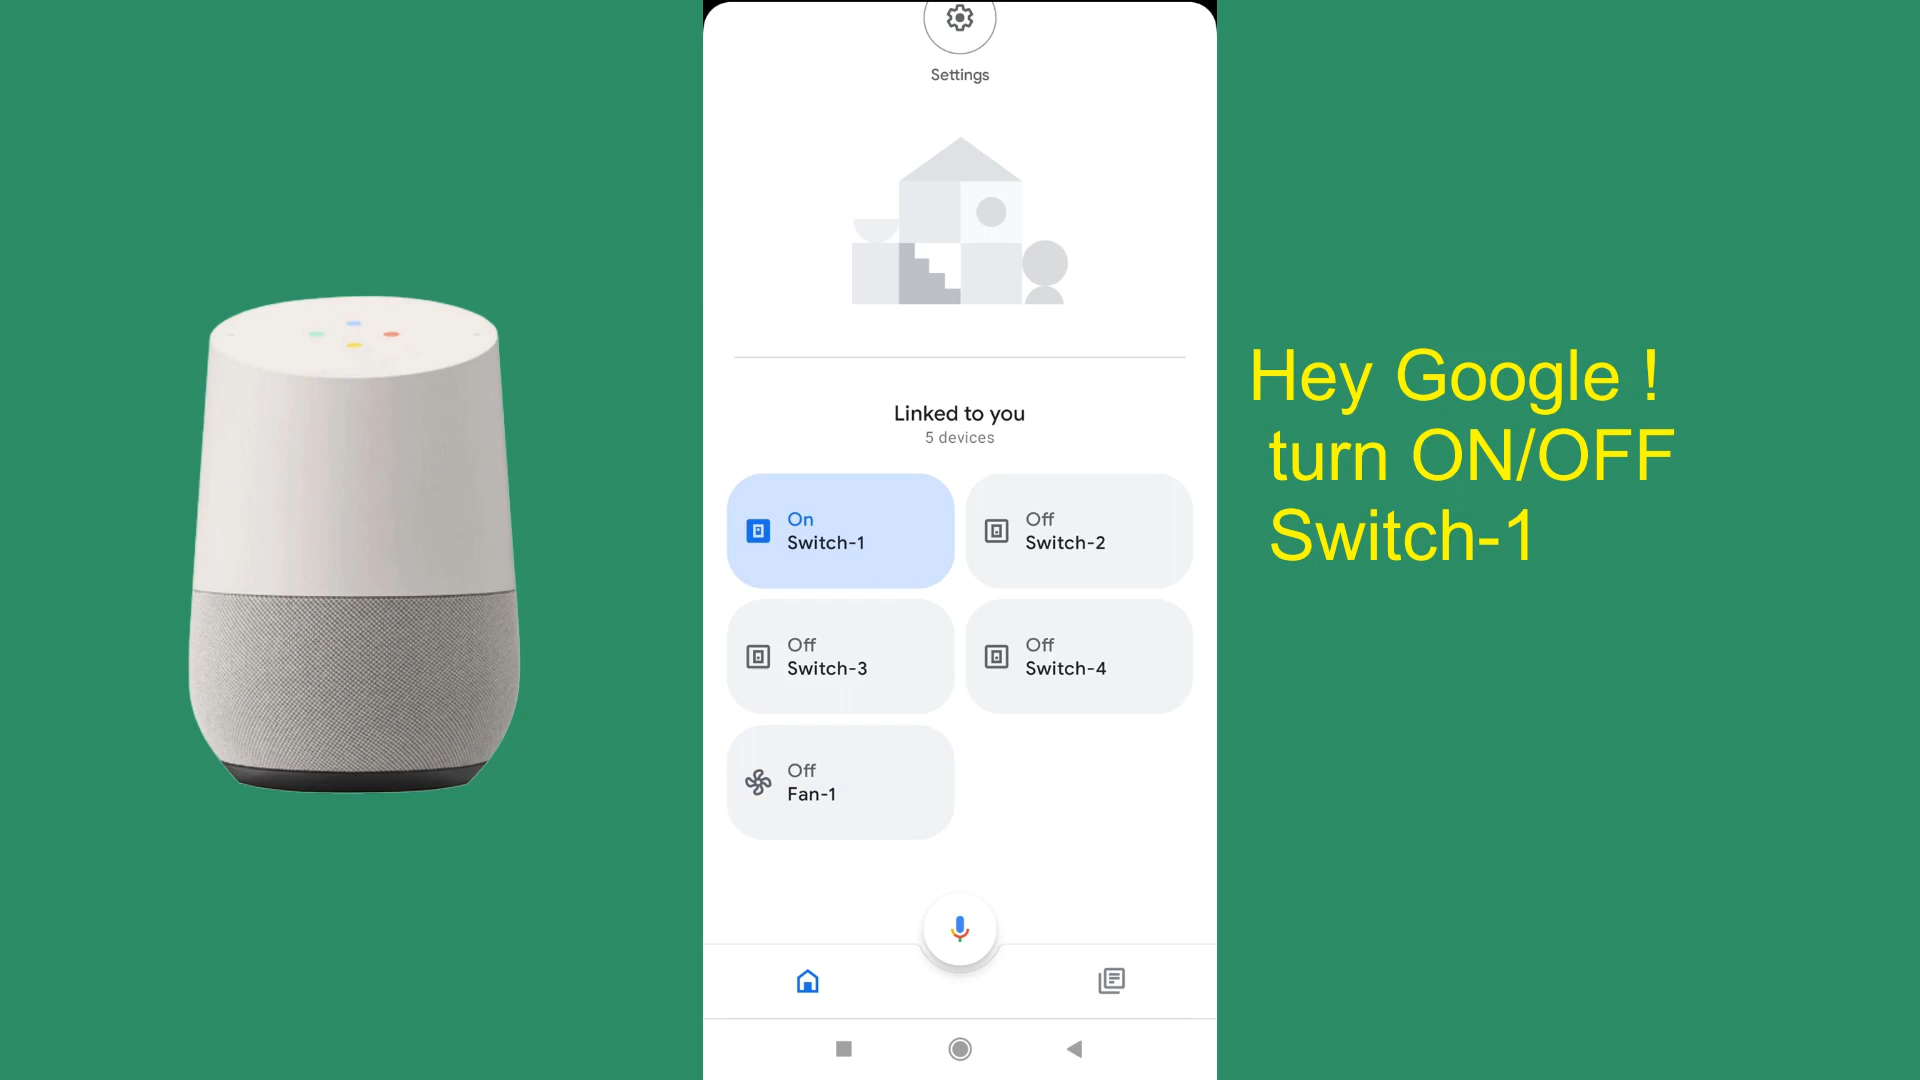 Settings
Linked to you
5 devices
On
Switch-1
Off
Switch-2
Off
Switch-3
Off
Switch-4
Off
Fan-1
Hey Google !
turn ON/OFF
Switch-1